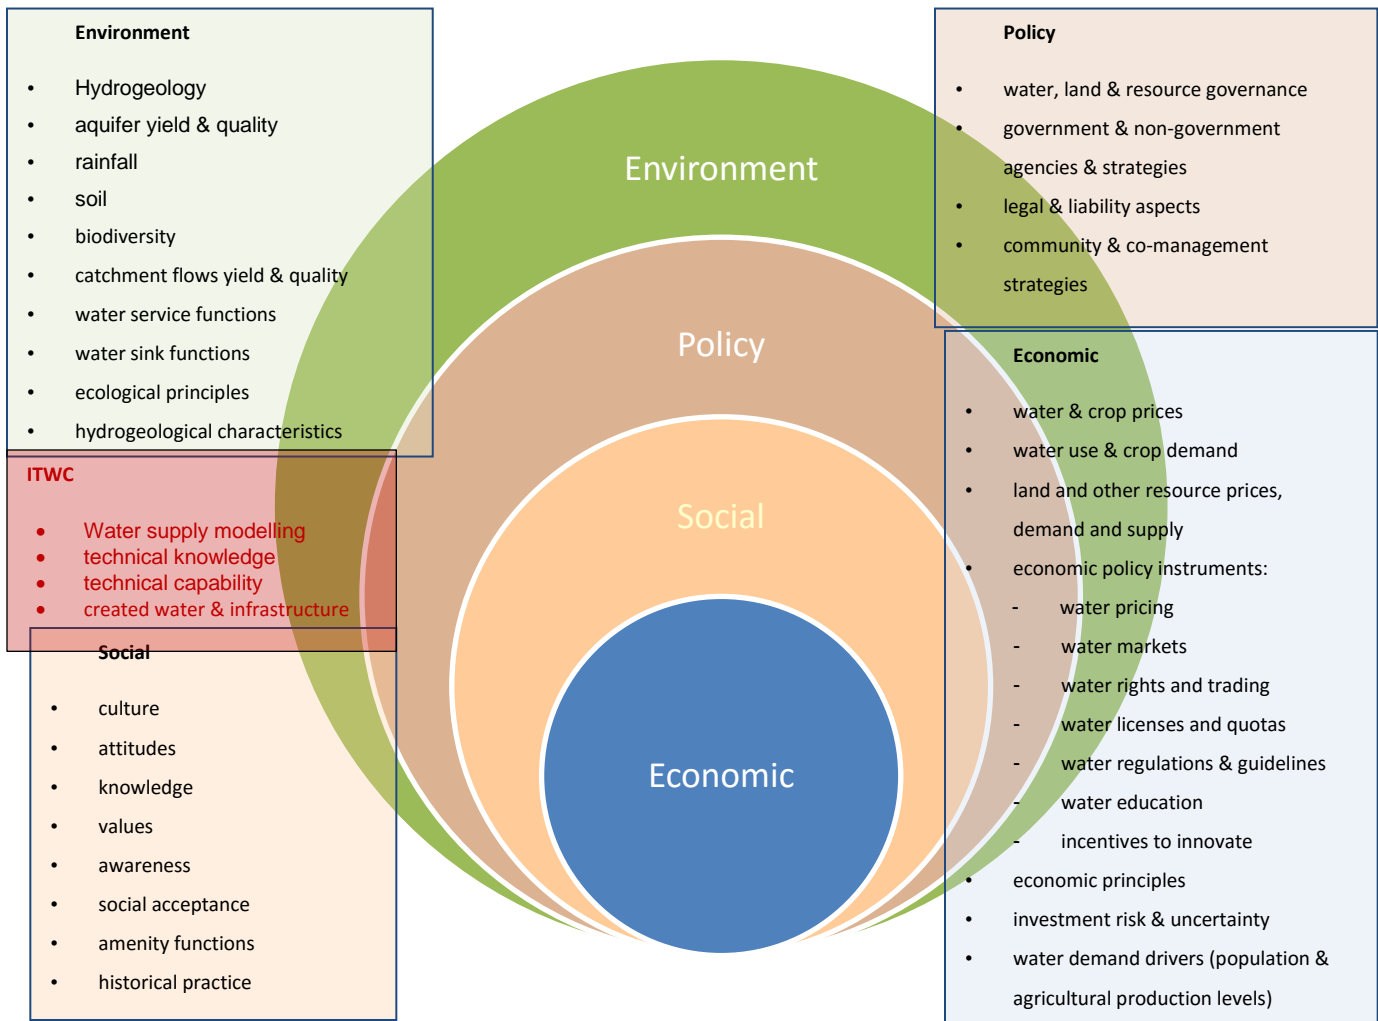 Environment
• Hydrogeology
• aquifer yield & quality
• rainfall
• soil
• biodiversity
• catchment flows yield & quality
• water service functions
• water sink functions
• ecological principles
• hydrogeological characteristics
ITWC
• Water supply modelling
• technical knowledge
• technical capability
• created water & infrastructure
Social
• culture
• attitudes
• knowledge
• values
• awareness
• social acceptance
• amenity functions
• historical practice
Environment
Policy
Social
Economic
Policy
• water, land & resource governance
• government & non-government
agencies & strategies
• legal & liability aspects
• community & co-management
strategies
Economic
• water & crop prices
• water use & crop demand
• land and other resource prices,
demand and supply
• economic policy instruments:
- water pricing
- water markets
- water rights and trading
- water licenses and quotas
- water regulations & guidelines
- water education
- incentives to innovate
• economic principles
• investment risk & uncertainty
• water demand drivers (population &
agricultural production levels)